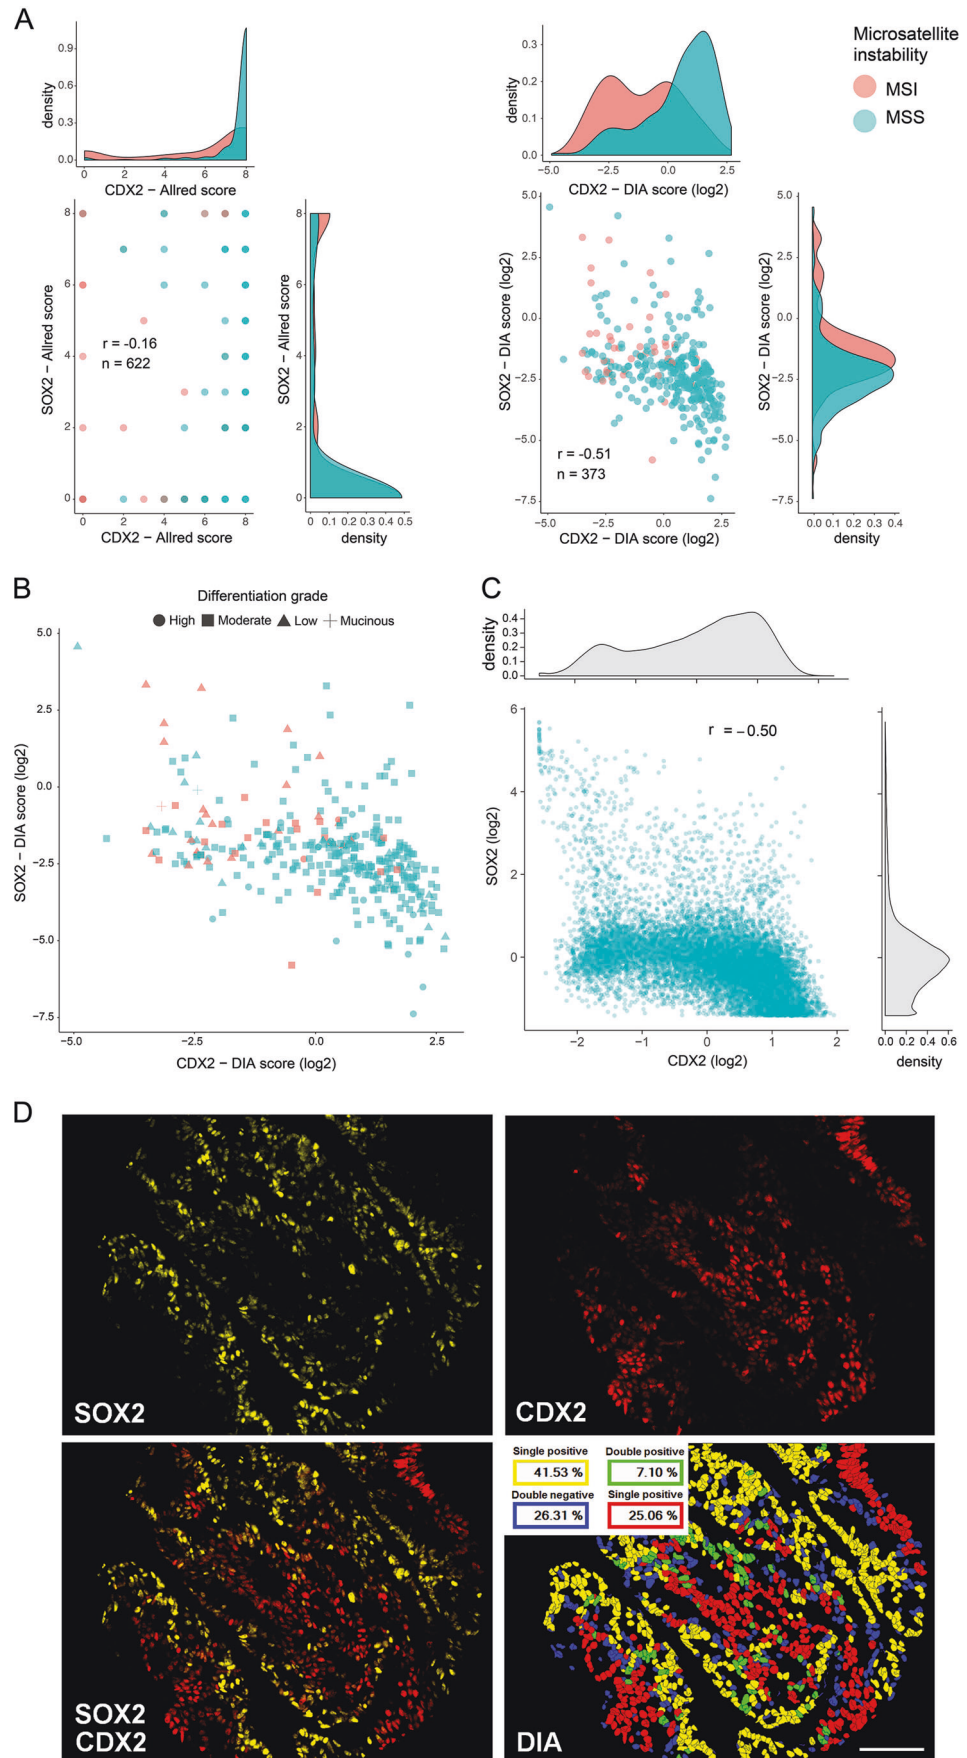 A
Microsatellite
instability
MSI
MSS
density
0.9
0.6
0.3
0.0
0 2 4 6 8
CDX2 – Allred score
SOX2 – Allred score
8
6
4
2
0
r = -0.16
n = 622
0 2 4 6 8
CDX2 – Allred score
SOX2 – Allred score
8
6
4
2
0
0 0.1 0.2 0.3 0.4 0.5
density
density
0.3
0.2
0.1
0.0
−5.0 −2.5 0.0 2.5
CDX2 – DIA score (log2)
SOX2 – DIA score (log2)
5.0
2.5
0.0
−2.5
−5.0
−7.5
r = -0.51
n = 373
−5.0 −2.5 0.0 2.5
CDX2 – DIA score (log2)
SOX2 – DIA score (log2)
5.0
2.5
0.0
−2.5
−5.0
−7.5
0.0 0.1 0.2 0.3 0.4
density
B
Differentiation grade
High Moderate Low Mucinous
SOX2 – DIA score (log2)
5.0
2.5
0.0
−2.5
−5.0
−7.5
−5.0 −2.5 0.0 2.5
CDX2 – DIA score (log2)
C
density
0.4
0.3
0.2
0.1
0.0
SOX2 (log2)
6
4
2
0
r = −0.50
−2 −1 0 1 2
CDX2 (log2)
0 0.2 0.4 0.6
density
D
SOX2
CDX2
SOX2
CDX2
Single positive Double positive
41.53 % 7.10 %
Double negative Single positive
26.31 % 25.06 %
DIA